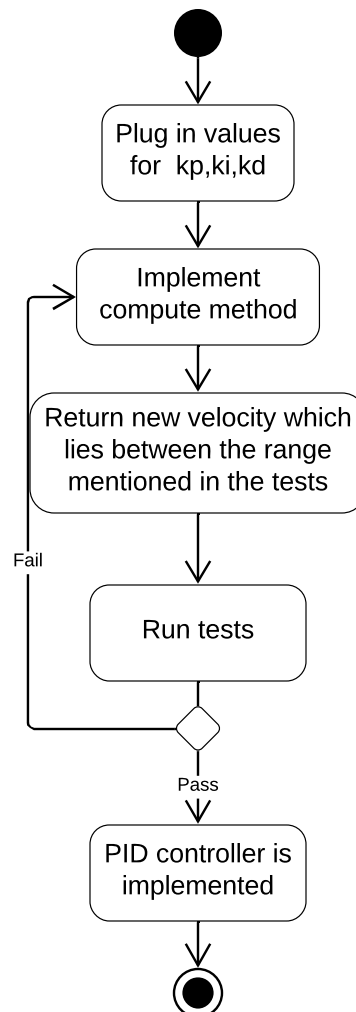 Plug in values
for  kp,ki,kd
Implement
compute method
Return new velocity which
lies between the range
mentioned in the tests
Fail
Run tests
Pass
PID controller is
implemented